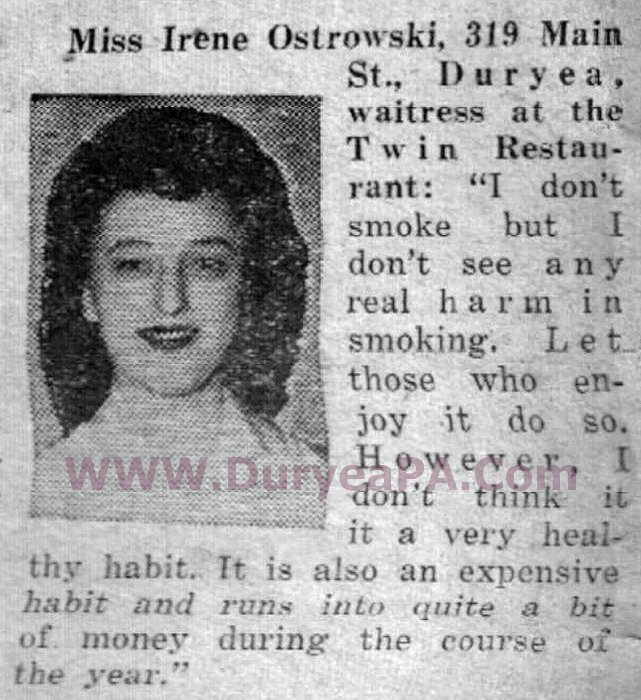 Miss Irene Ostrowski, 319 Main
St., Duryea,
waitress at the
Twin Restau-
rant: "I don't
smoke but I
don't see any
real harm in
smoking. Let
those who en-
joy it do so.
However, I
WWW.DuryeaPA.Com
don't think it
it a very heal-
thy habit. It is also an expensive
habit and runs into quite a bit
of money during the course of
the year."